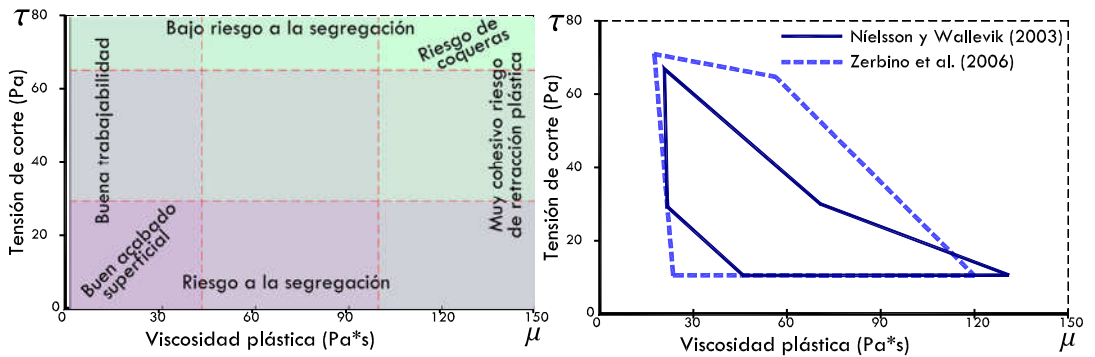 τ
80
60
40
20
0
Tensión de corte (Pa)
Bajo riesgo a la segregación
Riesgo de
coqueras
Buena trabajabilidad
Muy cohesivo riesgo
de retracción plástica
Buen acabado
superficial
Riesgo a la segregación
0
30
60
90
120
150
Viscosidad plástica (Pa*s)
μ
τ
80
60
40
20
0
Tensión de corte (Pa)
Níelsson y Wallevik (2003)
Zerbino et al. (2006)
0
30
60
90
120
150
Viscosidad plástica (Pa*s)
μ